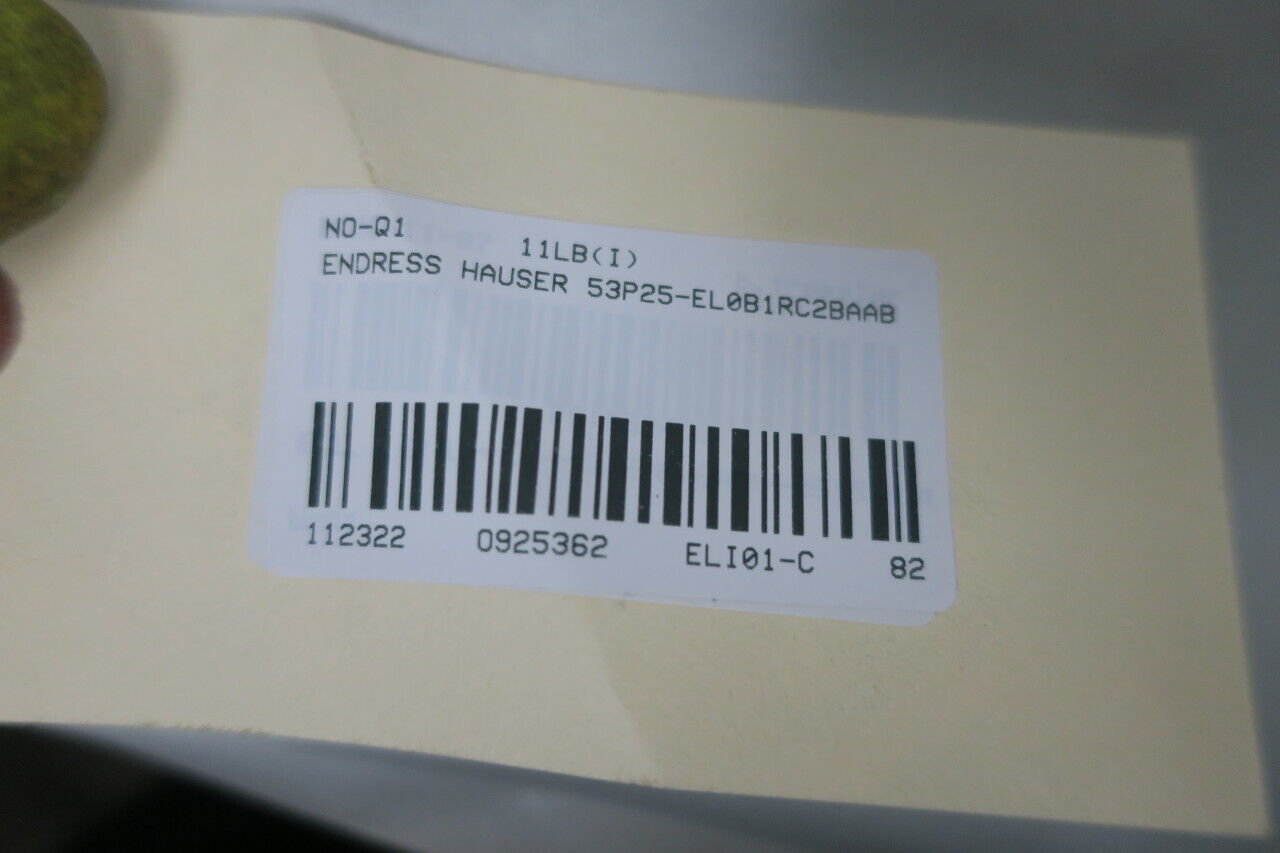 NO-Q1 11LB(I)
ENDRESS HAUSER 53P25-EL0B1RC2BAAB
112322 0925362 ELI01-C 82